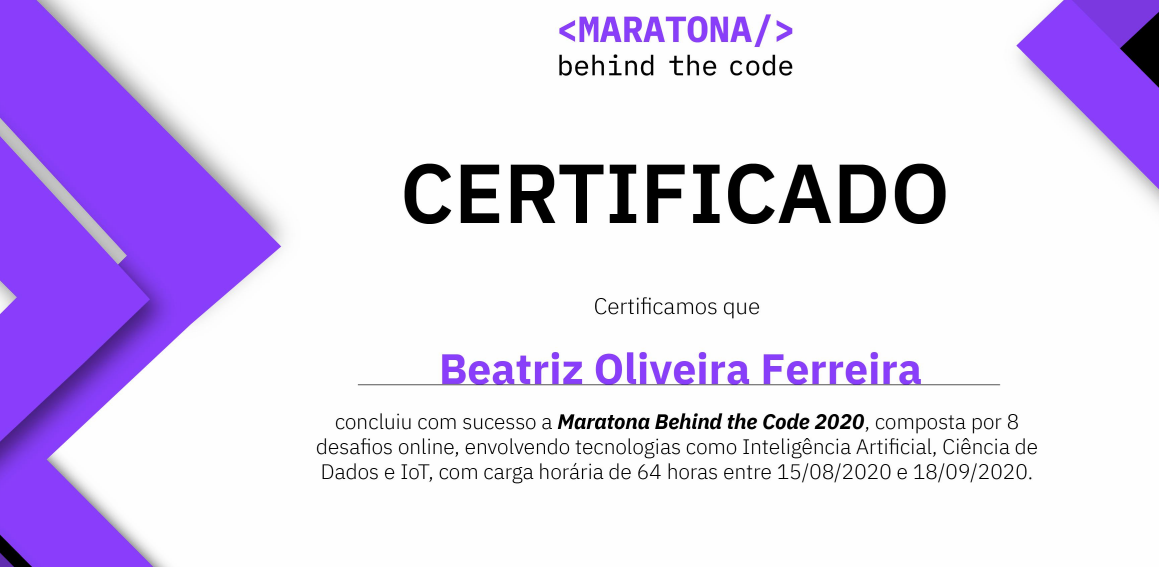 <MARATONA/>
behind the code
CERTIFICADO
Certificamos que
Beatriz Oliveira Ferreira
concluiu com sucesso a Maratona Behind the Code 2020, composta por 8
desafios online, envolvendo tecnologias como Inteligência Artificial, Ciência de
Dados e IoT, com carga horária de 64 horas entre 15/08/2020 e 18/09/2020.